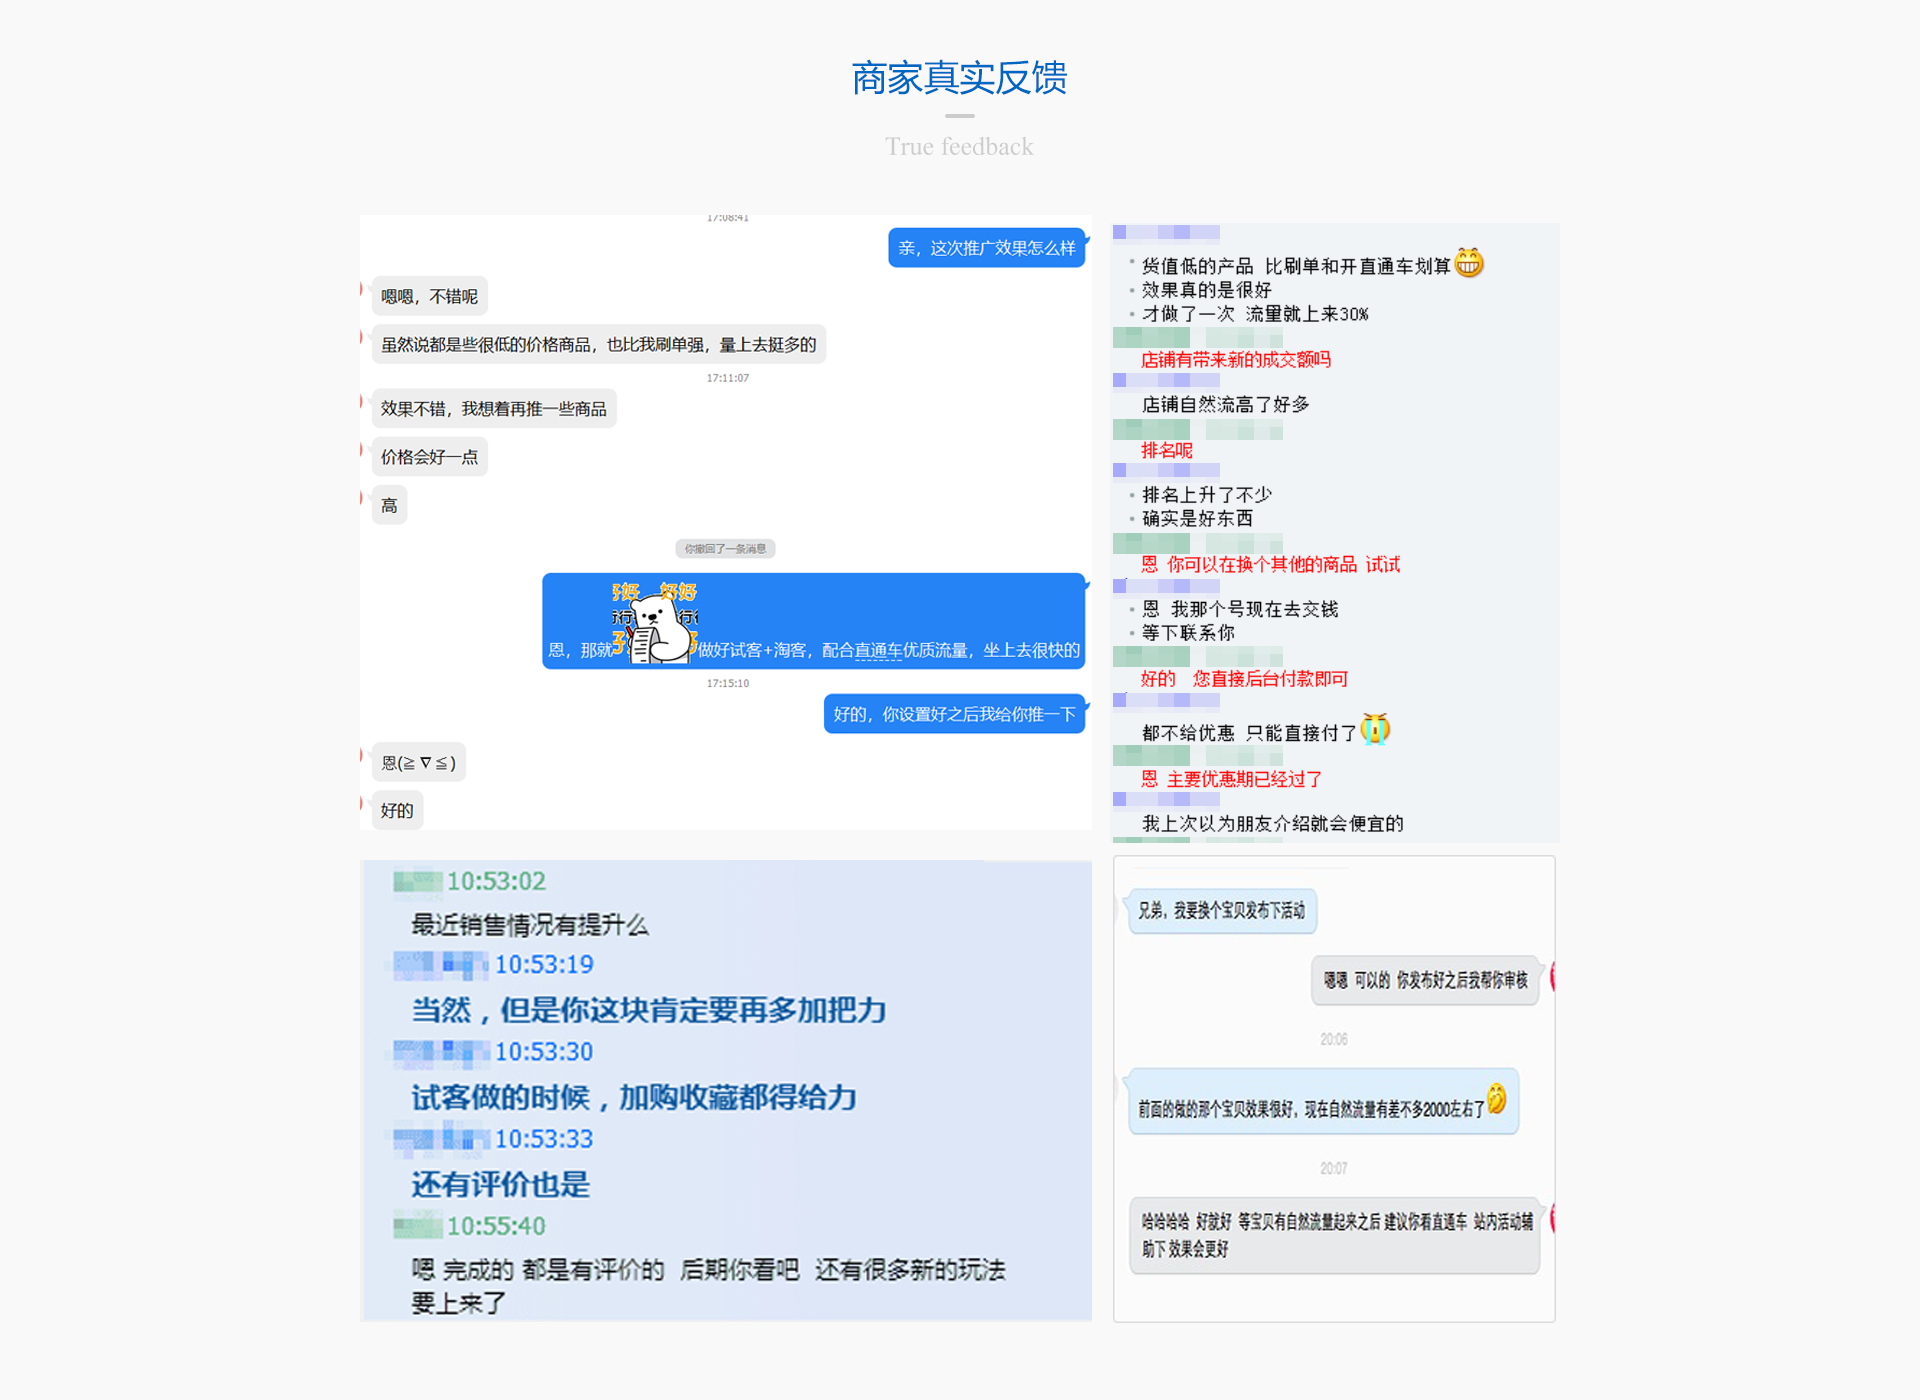 商家真实反馈
True feedback
17:08:41
亲，这次推广效果怎么样
嗯嗯，不错呢
虽然说都是些很低的价格商品，也比我刷单强，量上去挺多的
17:11:07
效果不错，我想着再推一些商品
价格会好一点
高
你撤回了一条消息
好好 好好
恩，那就做好试客+淘客，配合直通车优质流量，坐上去很快的
17:15:10
好的，你设置好之后我给你推一下
恩(≧∇≦)
好的
货值低的产品 比刷单和开直通车划算
效果真的是很好
才做了一次 流量就上来30%
店铺有带来新的成交额吗
店铺自然流高了好多
排名呢
排名上升了不少
确实是好东西
恩 你可以在换个其他的商品 试试
恩 我那个号现在去交钱
等下联系你
好的 您直接后台付款即可
都不给优惠 只能直接付了
恩 主要优惠期已经过了
我上次以为朋友介绍就会便宜的
10:53:02
最近销售情况有提升么
10:53:19
当然，但是你这块肯定要再多加把力
10:53:30
试客做的时候，加购收藏都得给力
10:53:33
还有评价也是
10:55:40
嗯 完成的 都是有评价的 后期你看吧 还有很多新的玩法
要上来了
兄弟，我要换个宝贝发布下活动
嗯嗯 可以的 你发布好之后我帮你审核
20:06
前面的做的那个宝贝效果很好，现在自然流量有差不多2000左右了
20:07
哈哈哈哈 好就好 等宝贝有自然流量起来之后 建议你看直通车 站内活动辅
助下 效果会更好